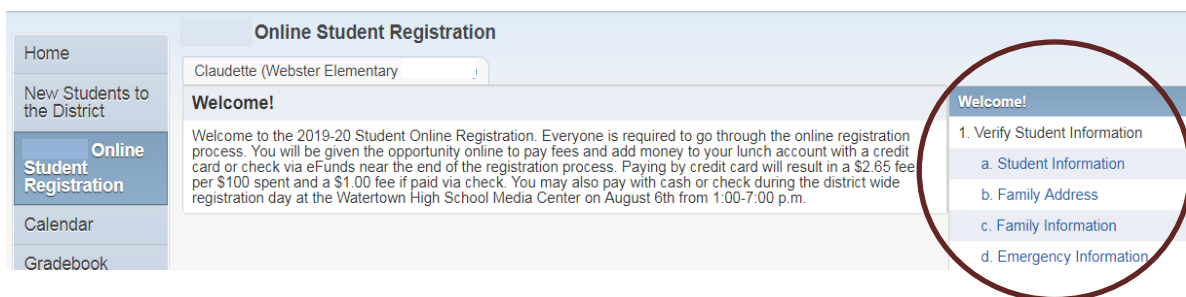 Online Student Registration
Home
New Students to
the District
Online
Student
Registration
Calendar
Gradebook
Claudette (Webster Elementary )
Welcome!
Welcome to the 2019-20 Student Online Registration. Everyone is required to go through the online registration
process. You will be given the opportunity online to pay fees and add money to your lunch account with a credit
card or check via eFunds near the end of the registration process. Paying by credit card will result in a $2.65 fee
per $100 spent and a $1.00 fee if paid via check. You may also pay with cash or check during the district wide
registration day at the Watertown High School Media Center on August 6th from 1:00-7:00 p.m.
Welcome!
1. Verify Student Information
a. Student Information
b. Family Address
c. Family Information
d. Emergency Information